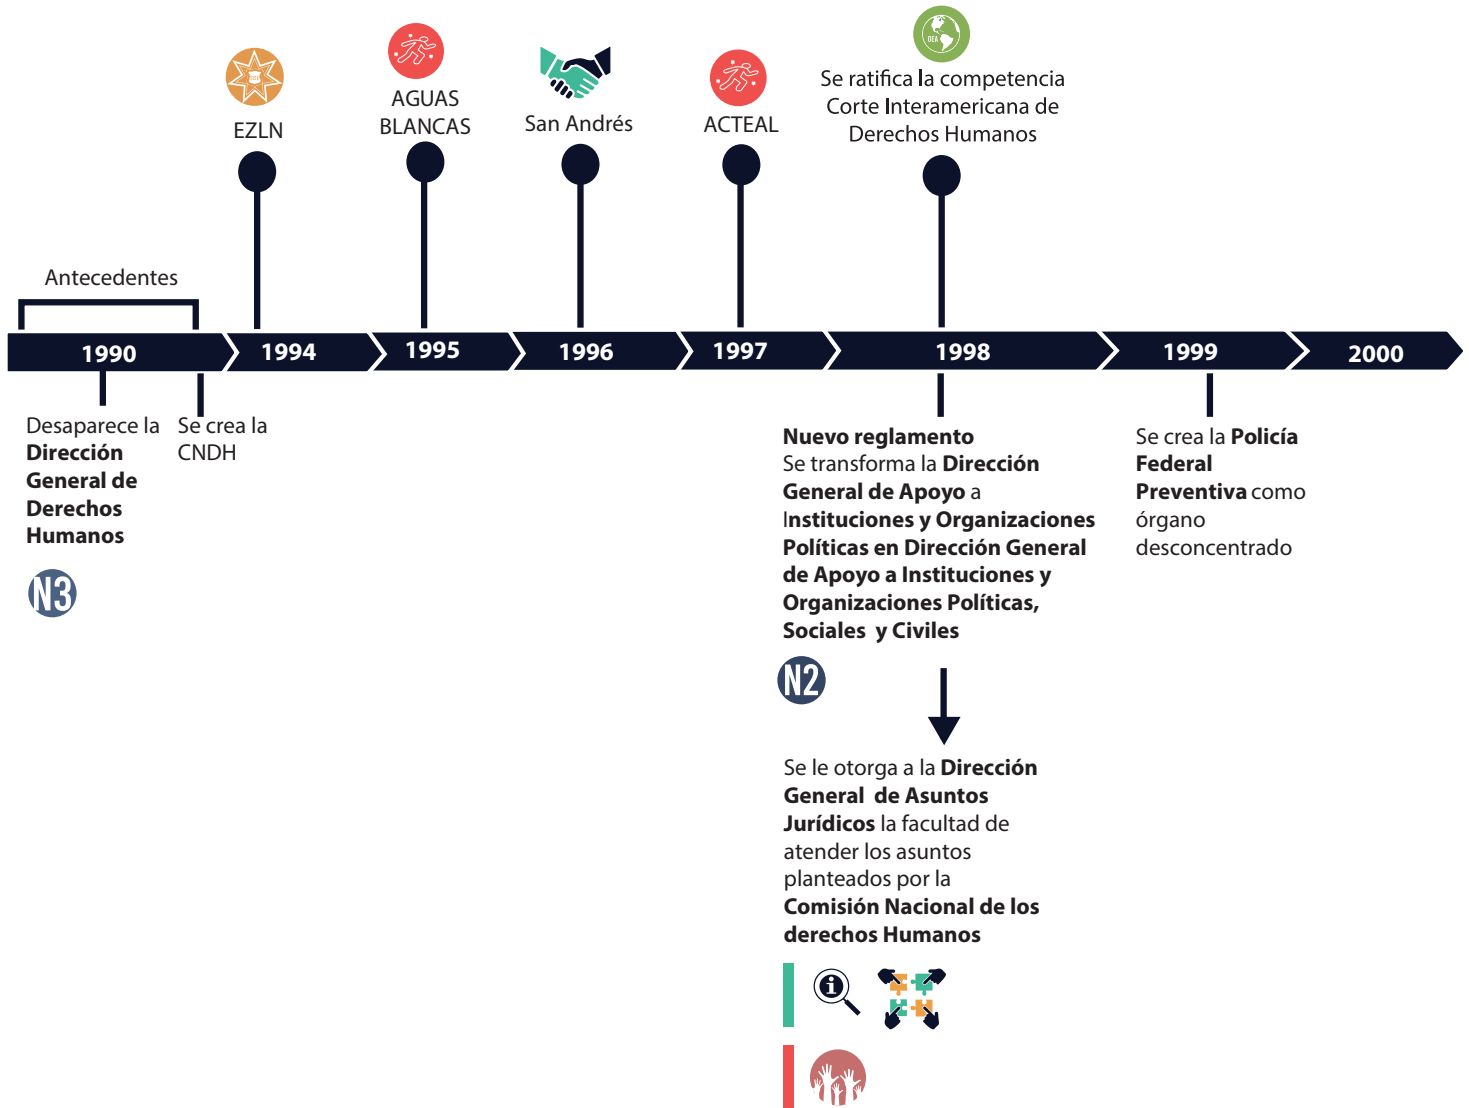 EZLN
AGUAS
BLANCAS
San Andrés
ACTEAL
OEA
Se ratifica la competencia
Corte Interamericana de
Derechos Humanos
Antecedentes
1990
1994
1995
1996
1997
1998
1999
2000
Desaparece la
Dirección
General de
Derechos
Humanos
N3
Se crea la
CNDH
Nuevo reglamento
Se transforma la Dirección
General de Apoyo a
Instituciones y Organizaciones
Políticas en Dirección General
de Apoyo a Instituciones y
Organizaciones Políticas,
Sociales y Civiles
N2
Se le otorga a la Dirección
General de Asuntos
Jurídicos la facultad de
atender los asuntos
planteados por la
Comisión Nacional de los
derechos Humanos
i
Se crea la Policía
Federal
Preventiva como
órgano
desconcentrado